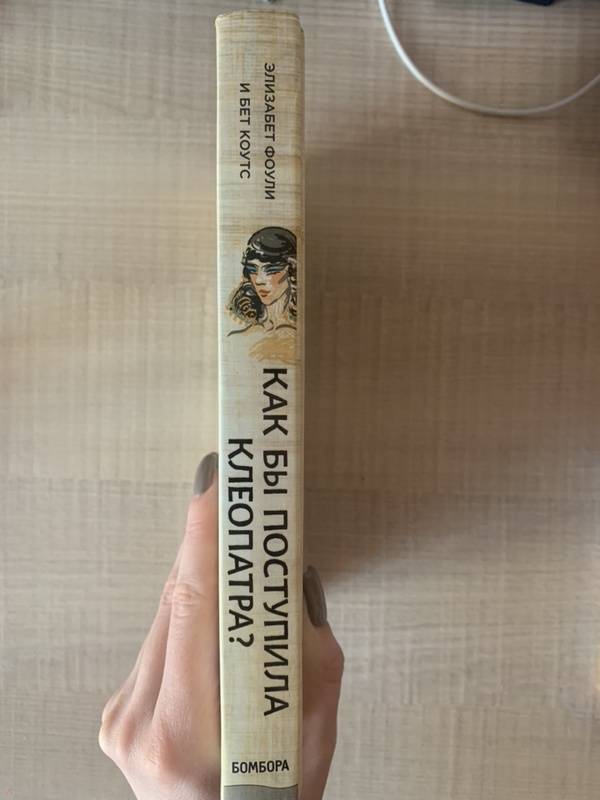 ЭЛИЗАБЕТ ФОУЛИ
И БЕТ КОУТС
КАК БЫ ПОСТУПИЛА
КЛЕОПАТРА?
БОМБОРА